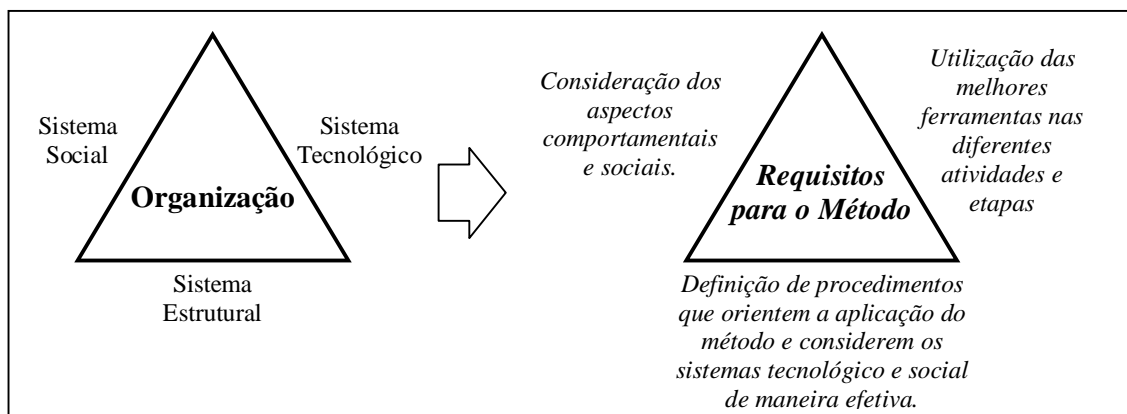 Sistema
Social
Sistema
Tecnológico
Organização
Sistema
Estrutural
Consideração dos
aspectos
comportamentais
e sociais.
Utilização das
melhores
ferramentas nas
diferentes
atividades e
etapas
Requisitos
para o Método
Definição de procedimentos
que orientem a aplicação do
método e considerem os
sistemas tecnológico e social
de maneira efetiva.